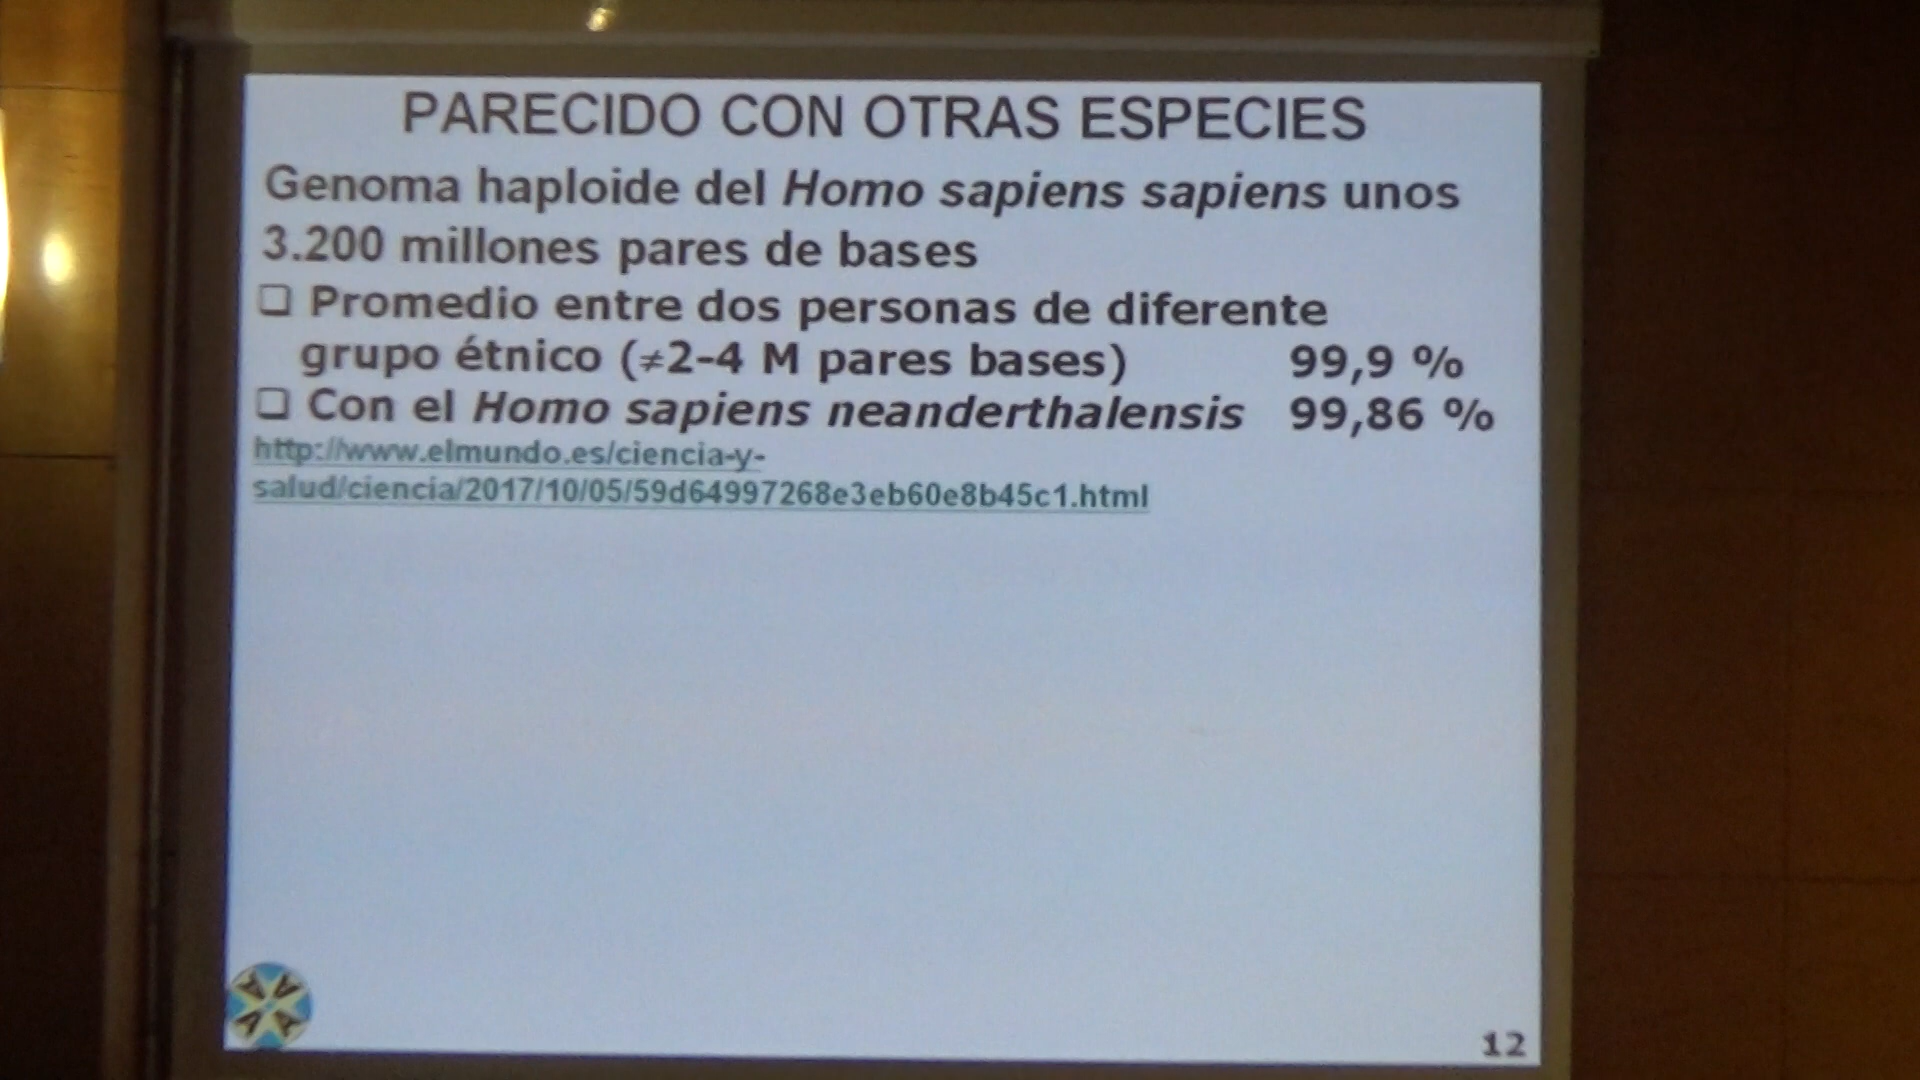 PARECIDO CON OTRAS ESPECIES
Genoma haploide del Homo sapiens sapiens unos
3.200 millones pares de bases
❑ Promedio entre dos personas de diferente
grupo étnico (≠2-4 M pares bases) 99,9 %
❑ Con el Homo sapiens neanderthalensis 99,86 %
http://www.elmundo.es/ciencia-y-
salud/ciencia/2017/10/05/59d64997268e3eb60e8b45c1.html
A A A A
12